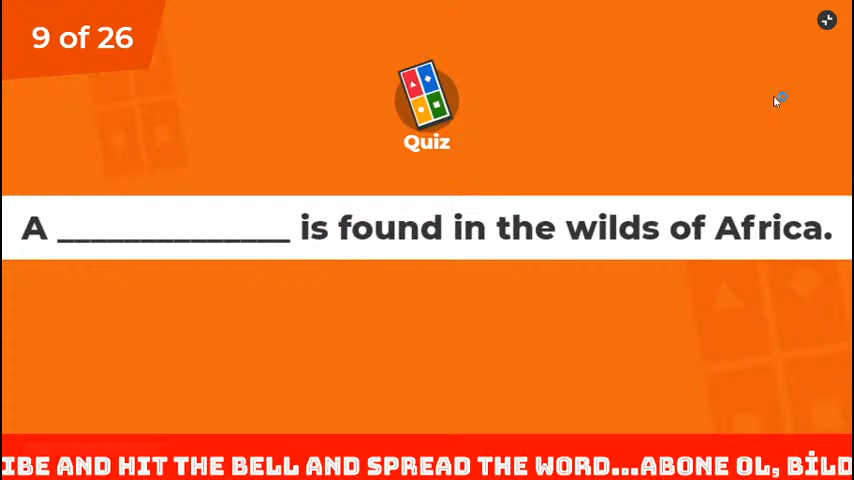 9 of 26
Quiz
A ______________ is found in the wilds of Africa.
IBE AND HIT THE BELL AND SPREAD THE WORD...ABONE OL, BİLD